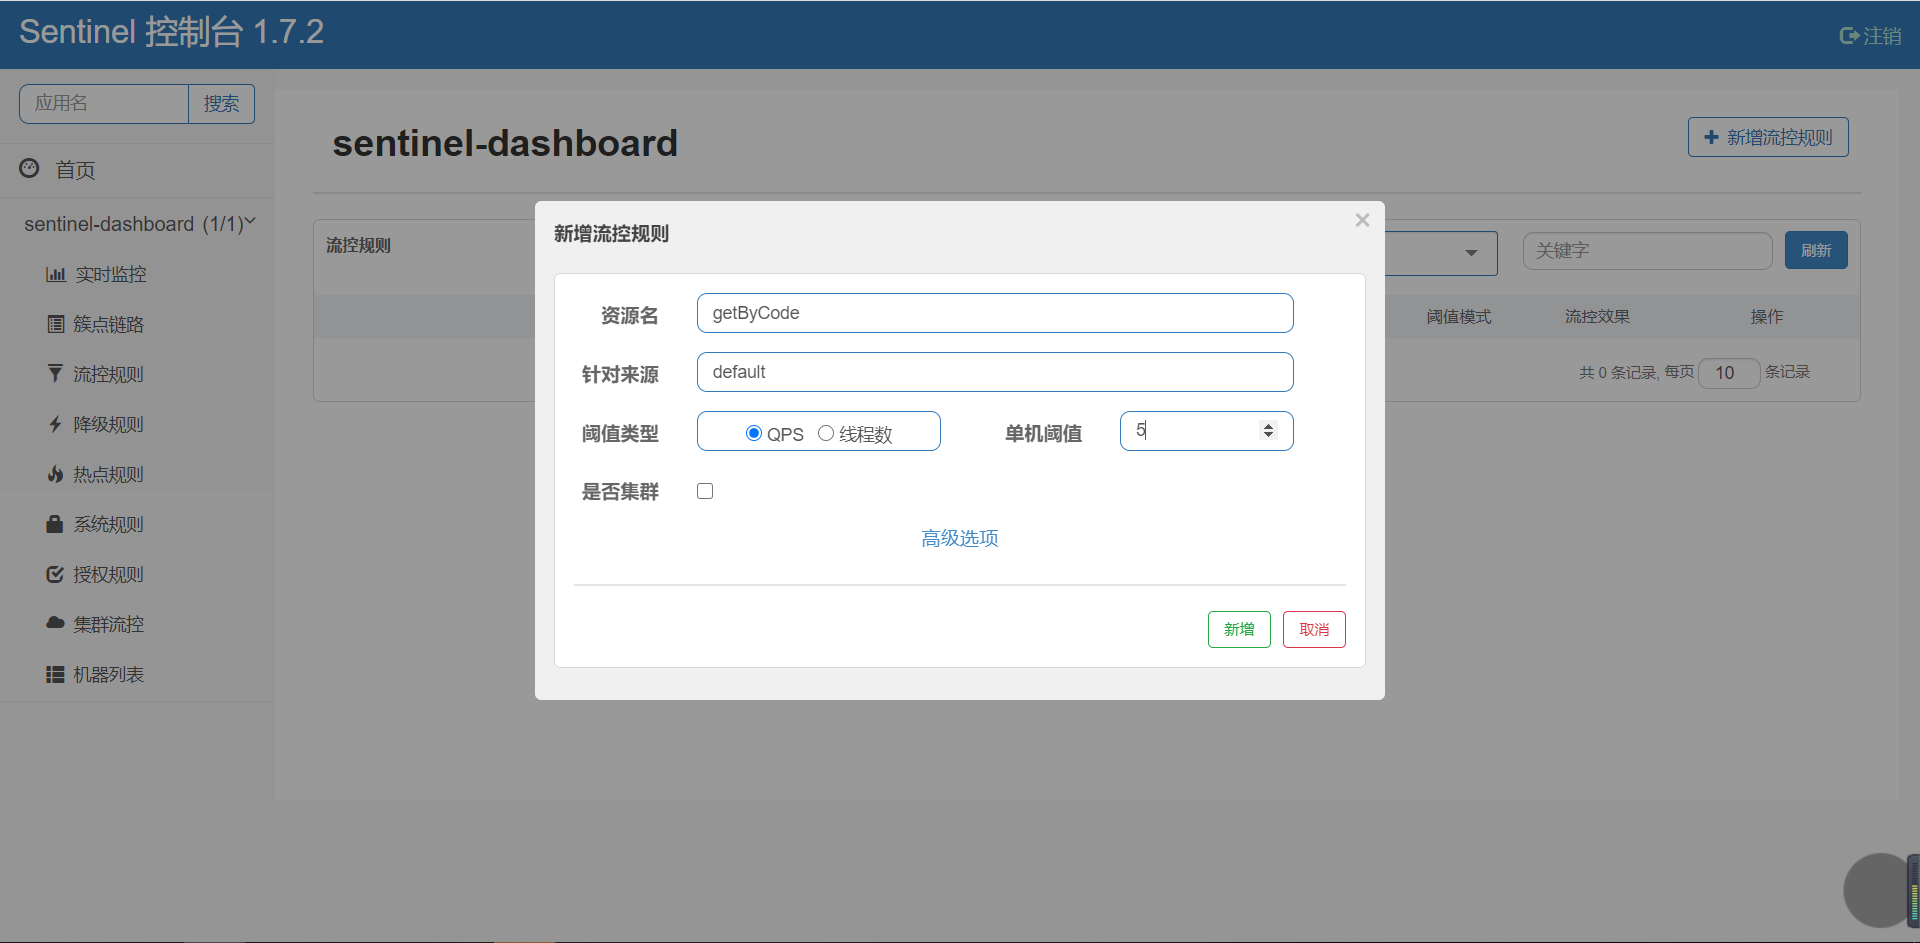 Sentinel 控制台 1.7.2
注销
应用名
搜索
首页
sentinel-dashboard (1/1)
实时监控
簇点链路
流控规则
降级规则
热点规则
系统规则
授权规则
集群流控
机器列表
sentinel-dashboard
新增流控规则
流控规则
关键字
刷新
阈值模式
流控效果
操作
共 0 条记录, 每页 10 条记录
新增流控规则
×
资源名
getByCode
针对来源
default
阈值类型
QPS
线程数
单机阈值
5
是否集群
高级选项
新增
取消